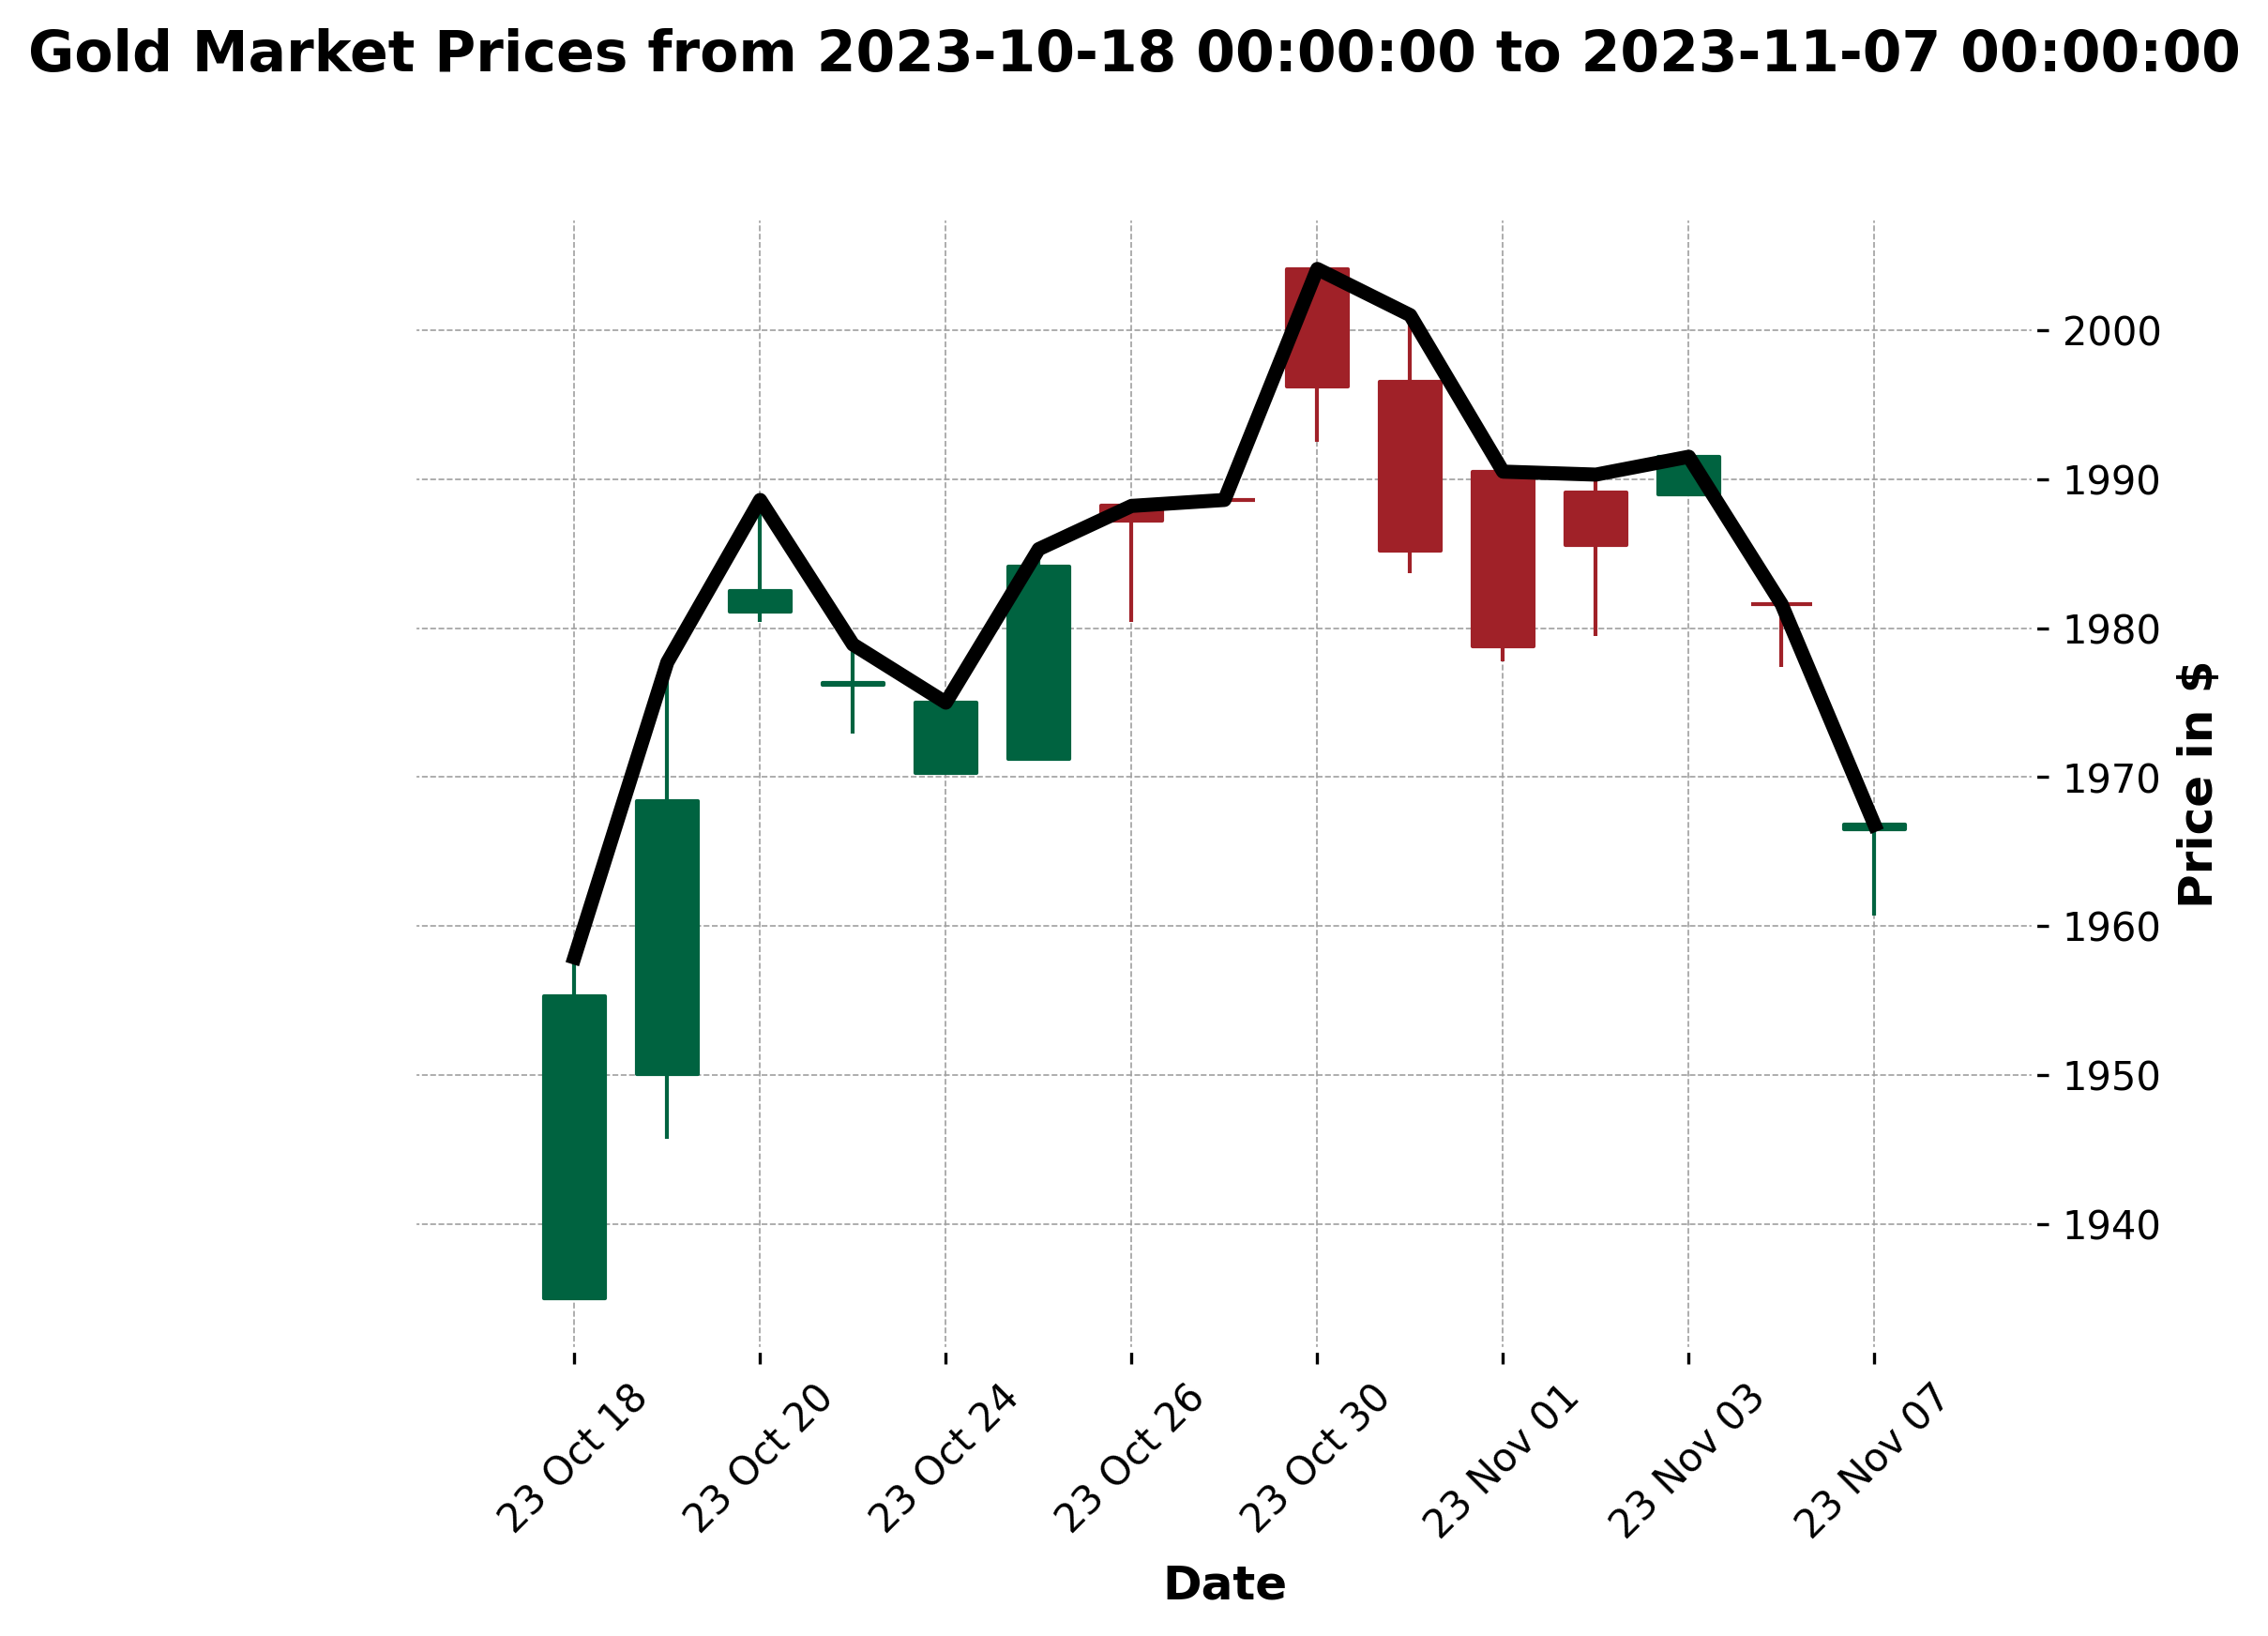 Gold Market Prices from 2023-10-18 00:00:00 to 2023-11-07 00:00:00
2000
1990
1980
1970
1960
1950
1940
Price in $
23 Oct 18
23 Oct 20
23 Oct 24
23 Oct 26
23 Oct 30
23 Nov 01
23 Nov 03
23 Nov 07
Date